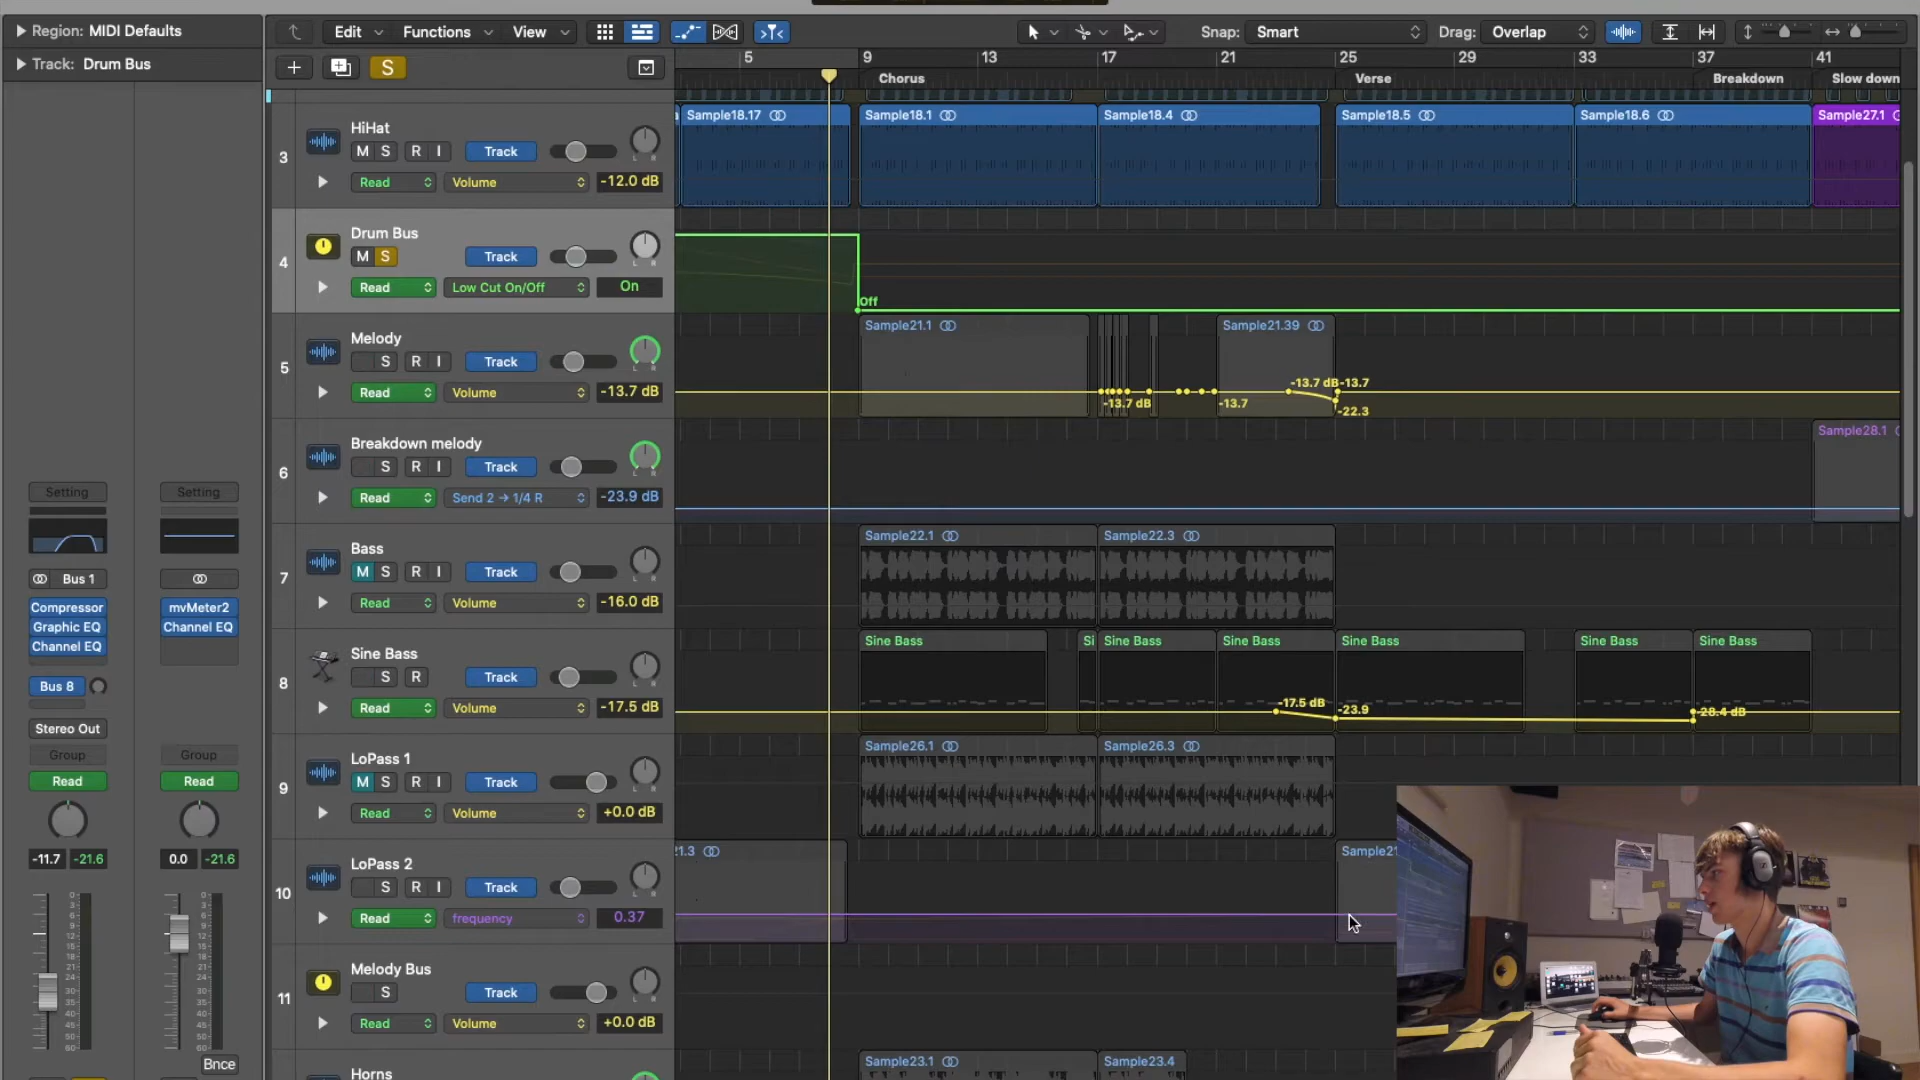 Region: MIDI Defaults
Edit Functions View
Snap: Smart
Drag: Overlap
Track: Drum Bus
S
5 9 13 17 21 25 29 33 37 41
Chorus Verse Breakdown Slow down
3
HiHat
M S R I Track
Read Volume -12.0 dB
Sample18.17 Sample18.1 Sample18.4 Sample18.5 Sample18.6 Sample27.1
4
Drum Bus
M S Track
Read Low Cut On/Off On
Off
5
Melody
S R I Track
Read Volume -13.7 dB
Sample21.1 Sample21.39
-13.7 dB -13.7 -13.7 dB -13.7
-22.3
6
Breakdown melody
S R I Track
Read Send 2 → 1/4 R -23.9 dB
Sample28.1
7
Bass
M S R I Track
Read Volume -16.0 dB
Sample22.1 Sample22.3
8
Sine Bass
S R Track
Read Volume -17.5 dB
Sine Bass Si Sine Bass Sine Bass Sine Bass Sine Bass Sine Bass
-17.5 dB -23.9 -28.4 dB
9
LoPass 1
M S R I Track
Read Volume +0.0 dB
Sample26.1 Sample26.3
10
LoPass 2
S R I Track
Read frequency 0.37
21.3 Sample21
11
Melody Bus
S Track
Read Volume +0.0 dB
Horns
Sample23.1 Sample23.4
Setting Setting
Bus 1
Compressor mvMeter2
Graphic EQ Channel EQ
Channel EQ
Bus 8
Stereo Out
Group Group
Read Read
-11.7 -21.6 0.0 -21.6
Bnce